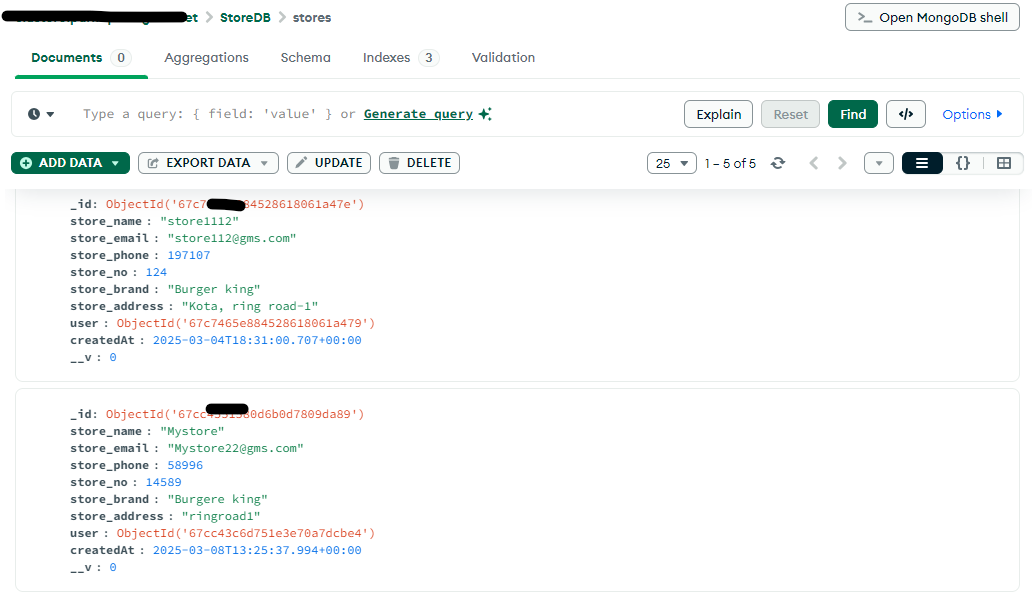 StoreDB > stores
>_ Open MongoDB shell
Documents 0 Aggregations Schema Indexes 3 Validation
Type a query: { field: 'value' } or Generate query
Explain Reset Find </> Options
ADD DATA EXPORT DATA UPDATE DELETE 25 1 – 5 of 5 {}
_id: ObjectId('67c7 84528618061a47e')
store_name : "store1112"
store_email : "store112@gms.com"
store_phone : 197107
store_no : 124
store_brand : "Burger king"
store_address : "Kota, ring road-1"
user : ObjectId('67c7465e884528618061a479')
createdAt : 2025-03-04T18:31:00.707+00:00
__v : 0
_id: ObjectId('67cc 0d6b0d7809da89')
store_name : "Mystore"
store_email : "Mystore22@gms.com"
store_phone : 58996
store_no : 14589
store_brand : "Burgere king"
store_address : "ringroad1"
user : ObjectId('67cc43c6d751e3e70a7dcbe4')
createdAt : 2025-03-08T13:25:37.994+00:00
__v : 0